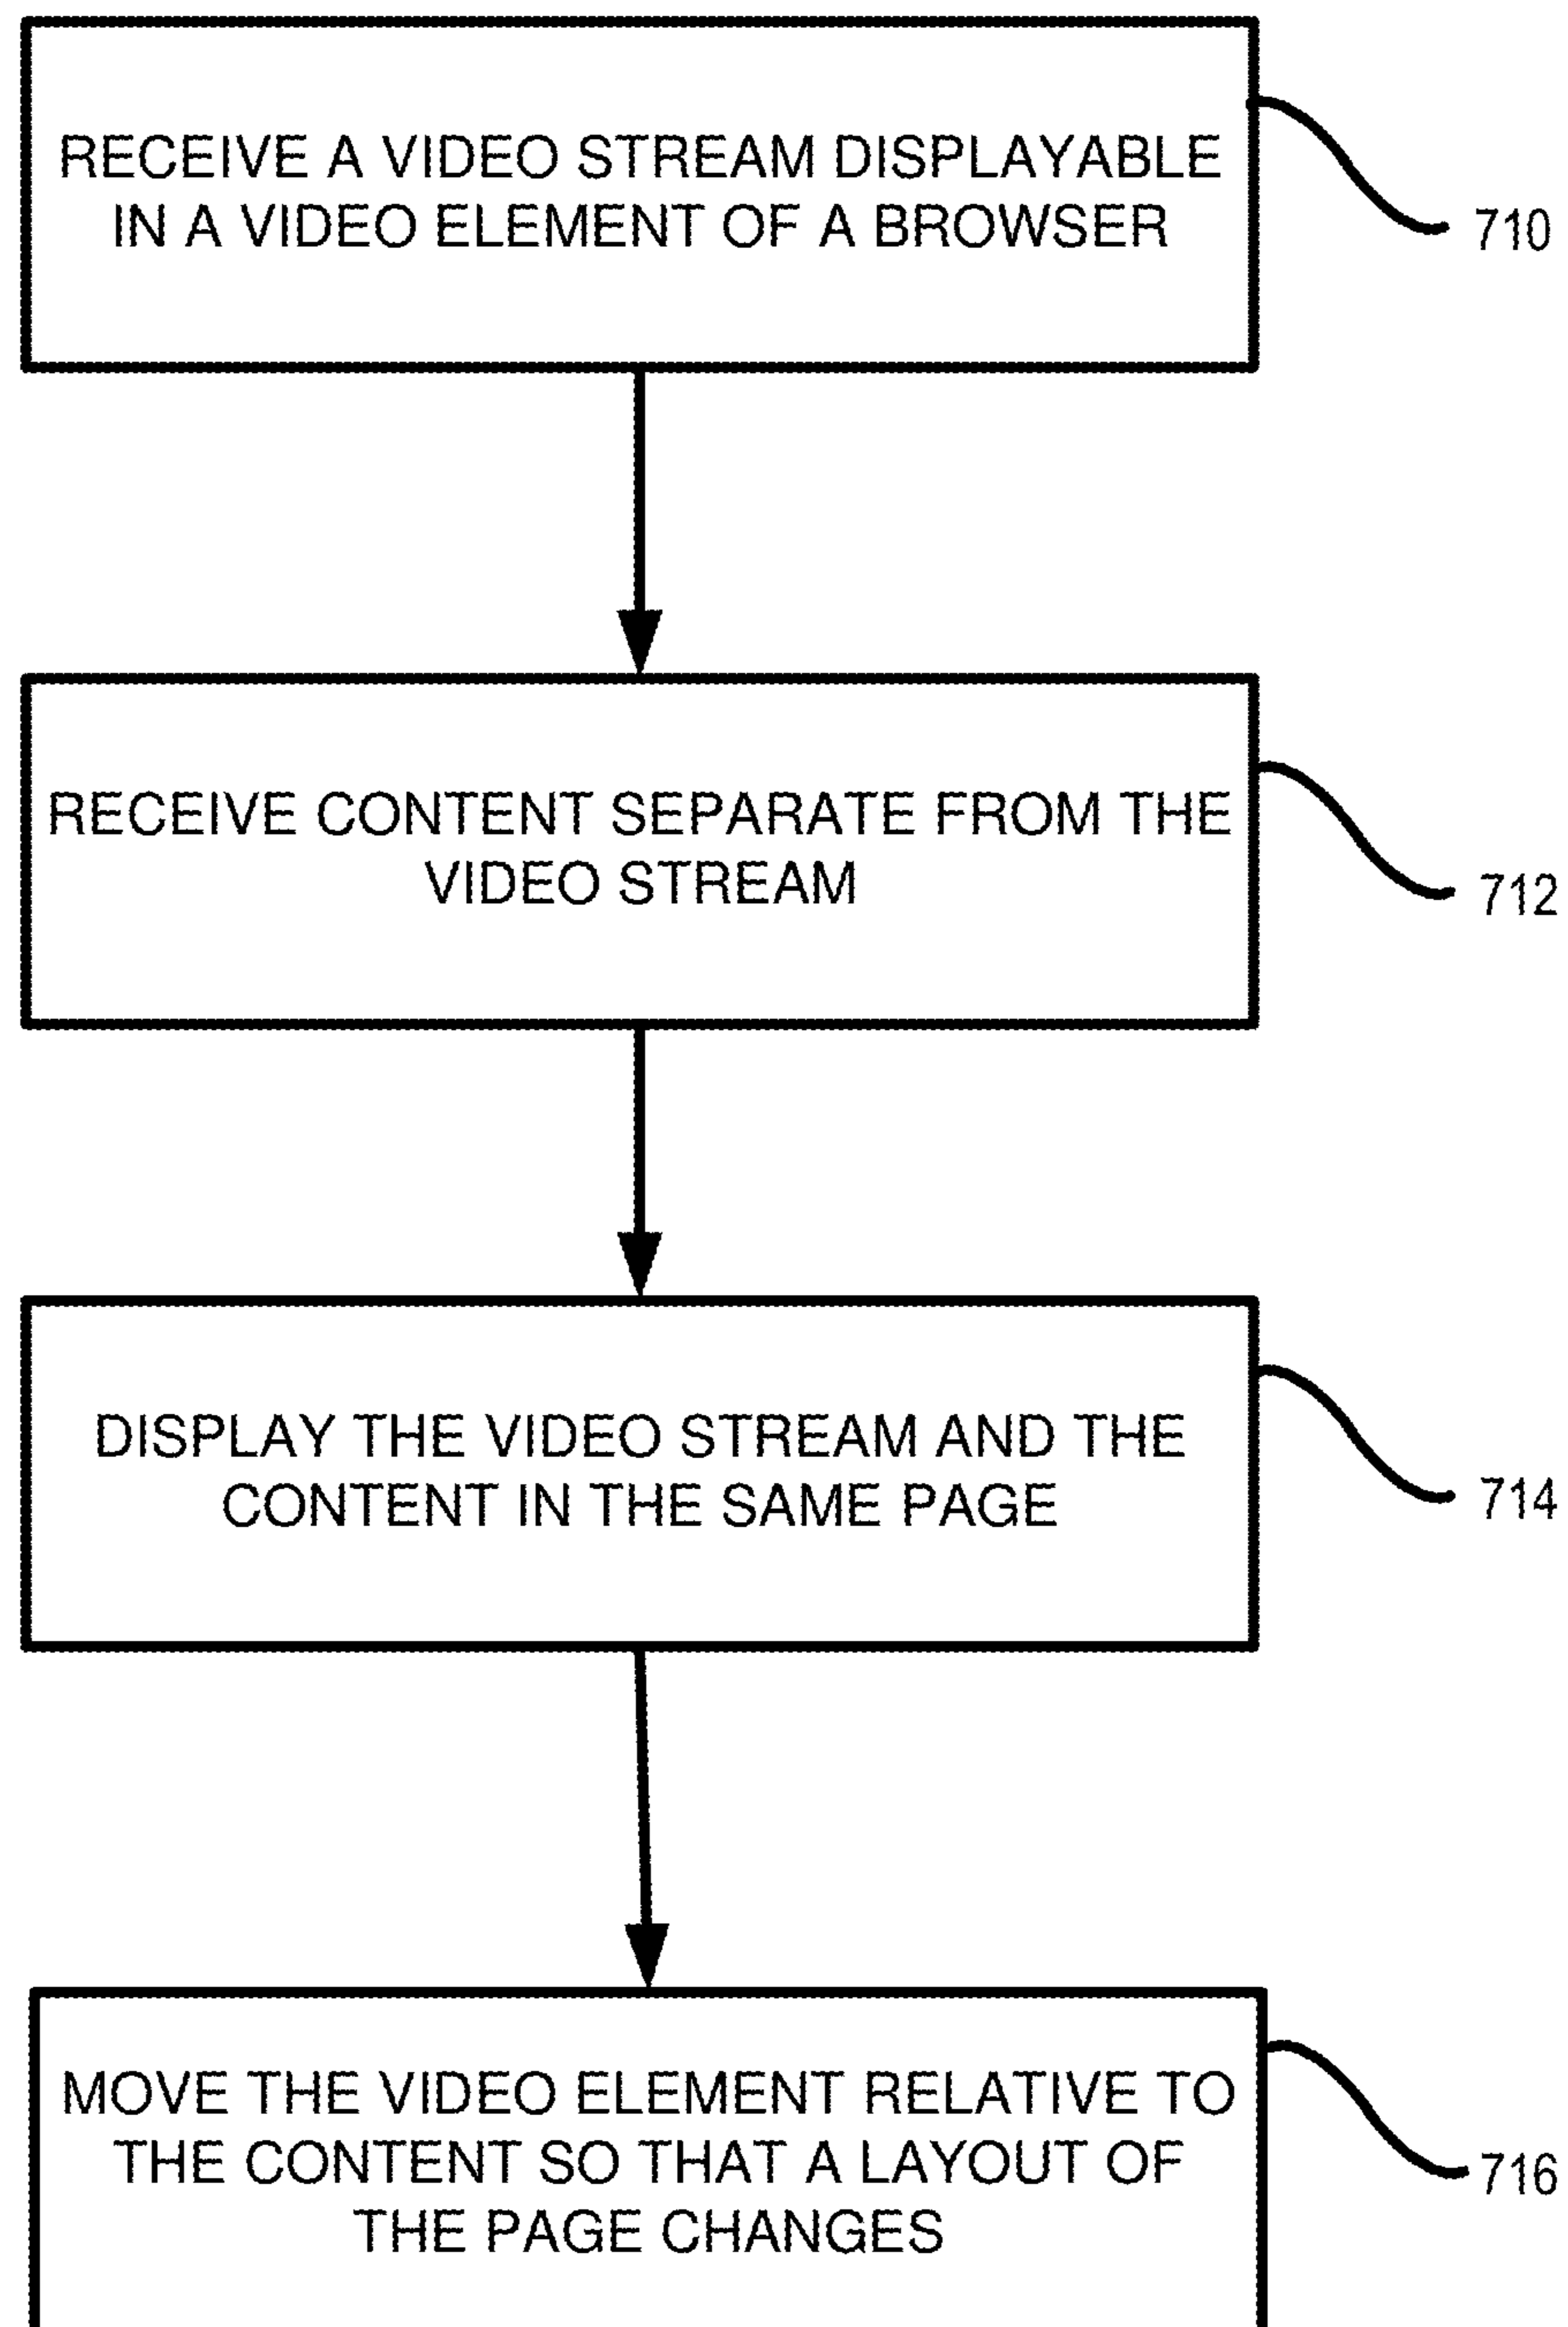 RECEIVE A VIDEO STREAM DISPLAYABLE
IN A VIDEO ELEMENT OF A BROWSER
710
RECEIVE CONTENT SEPARATE FROM THE
VIDEO STREAM
712
DISPLAY THE VIDEO STREAM AND THE
CONTENT IN THE SAME PAGE
714
MOVE THE VIDEO ELEMENT RELATIVE TO
THE CONTENT SO THAT A LAYOUT OF
THE PAGE CHANGES
716